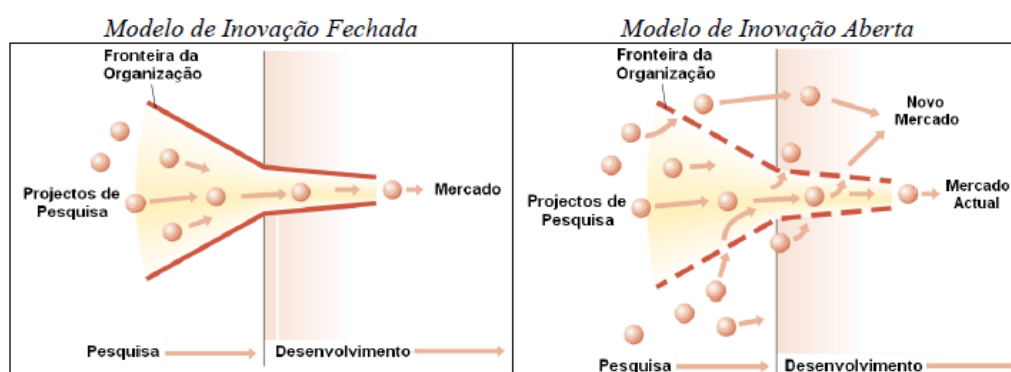 Modelo de Inovação Fechada
Fronteira da
Organização
Projectos de
Pesquisa
Mercado
Pesquisa
Desenvolvimento
Modelo de Inovação Aberta
Fronteira da
Organização
Novo
Mercado
Projectos de
Pesquisa
Mercado
Actual
Pesquisa
Desenvolvimento